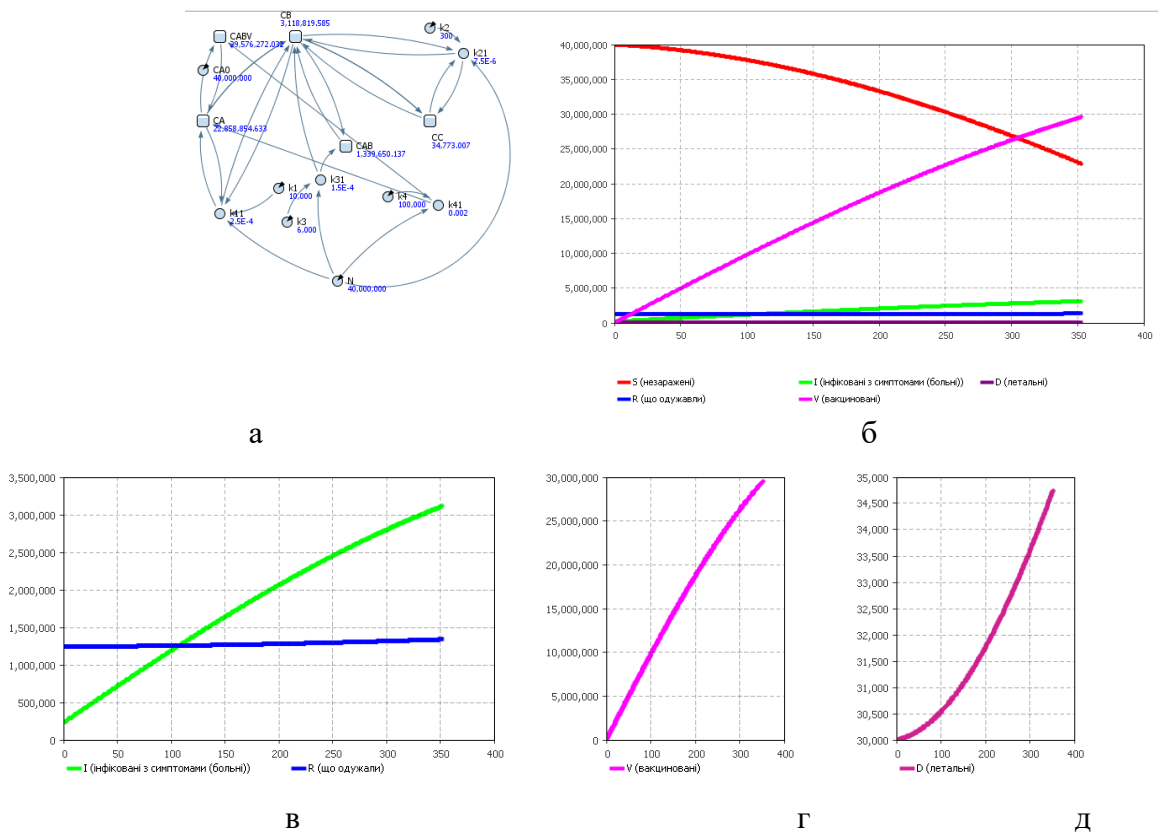 CB
3,118,819.585
k2
300
CABV
29,576,272.032
k21
7.5E-6
CA0
40,000,000
CA
22,858,894.633
CC
34,773.007
CAB
1,339,650.137
k31
1.5E-4
k1
10.000
k11
2.5E-4
k3
6.000
k4
100.000
k41
0.002
N
40,000,000
40,000,000
35,000,000
30,000,000
25,000,000
20,000,000
15,000,000
10,000,000
5,000,000
0
0 50 100 150 200 250 300 350 400
S (незаражені) I (інфіковані з симптомами (больні)) D (летальні)
R (що одужавли) V (вакциновані)
а б
3,500,000
3,000,000
2,500,000
2,000,000
1,500,000
1,000,000
500,000
0
0 50 100 150 200 250 300 350 400
I (інфіковані з симптомами (больні)) R (що одужали)
30,000,000
25,000,000
20,000,000
15,000,000
10,000,000
5,000,000
0
0 100 200 300 400
V (вакциновані)
35,000
34,500
34,000
33,500
33,000
32,500
32,000
31,500
31,000
30,500
30,000
0 100 200 300 400
D (летальні)
в г д